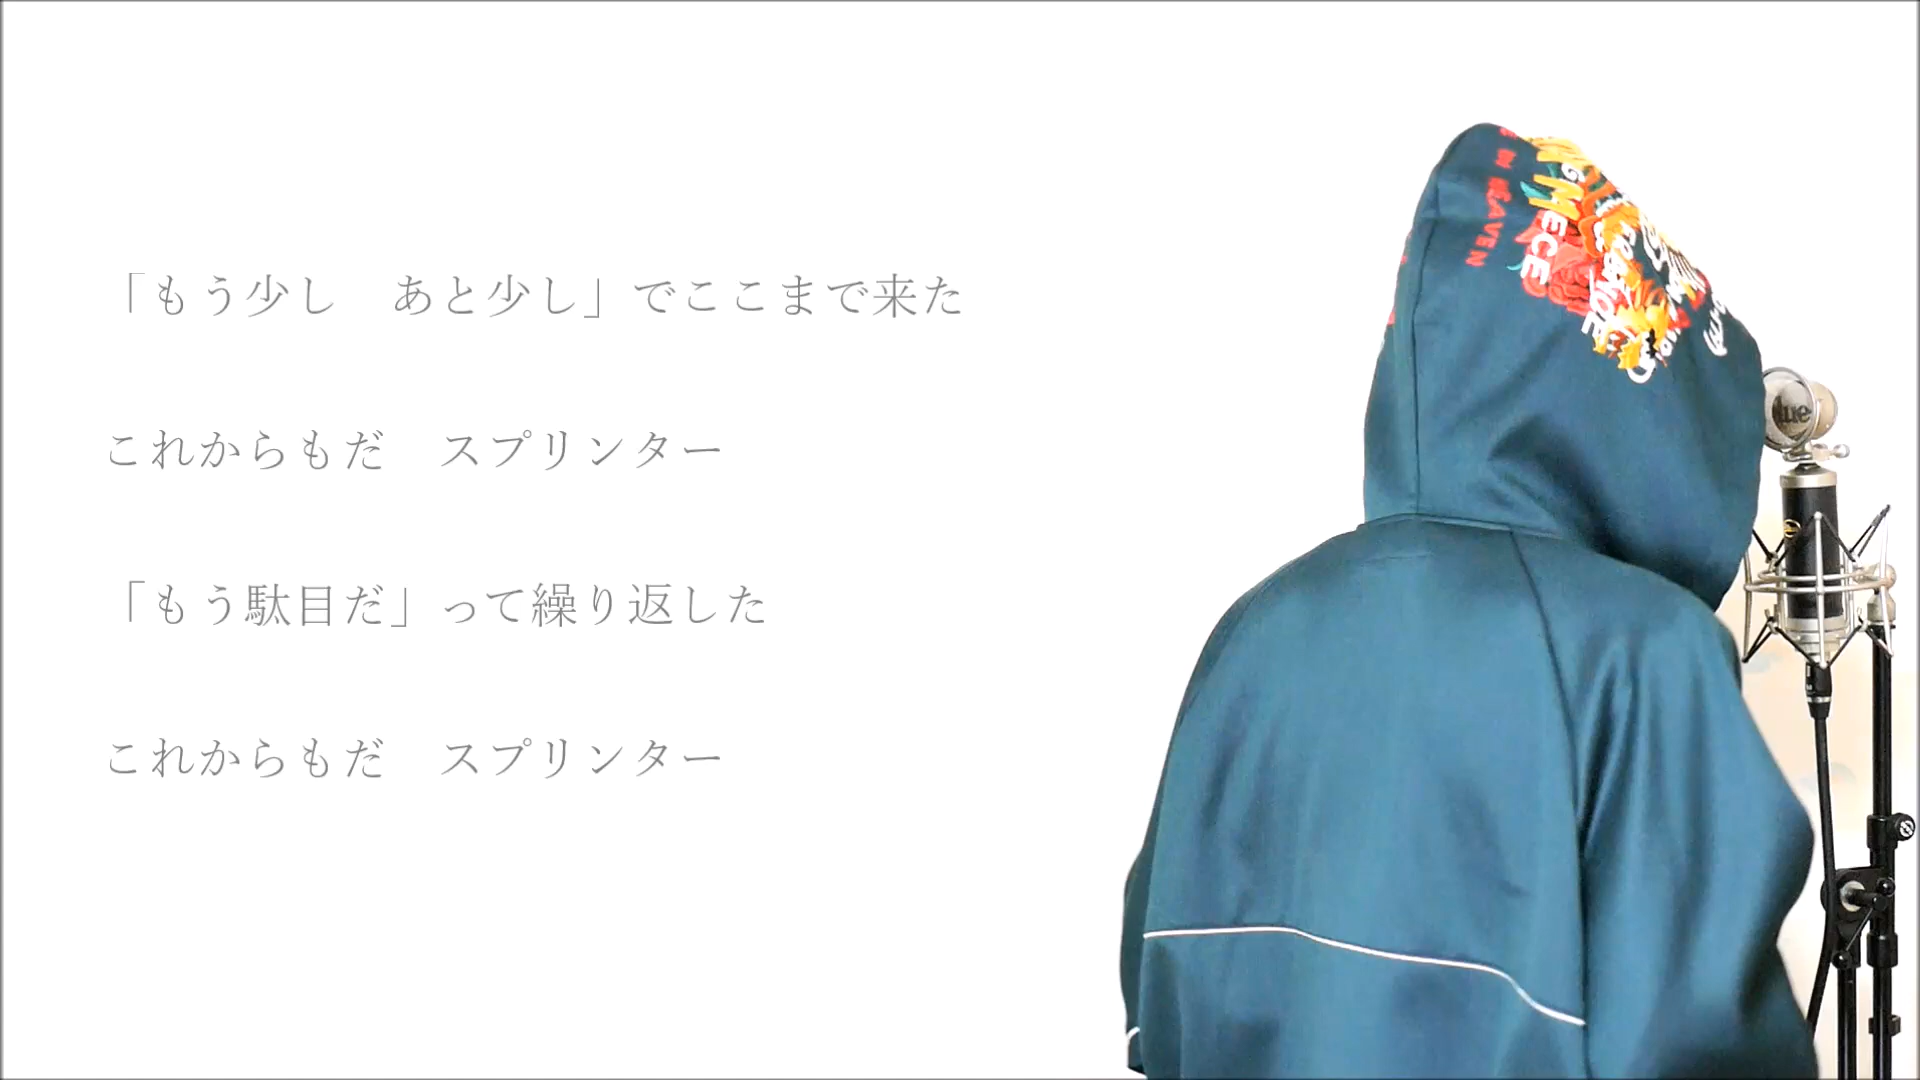 「もう少し　あと少し」でここまで来た
これからもだ　スプリンター
「もう駄目だ」って繰り返した
これからもだ　スプリンター
IN HEAVEN